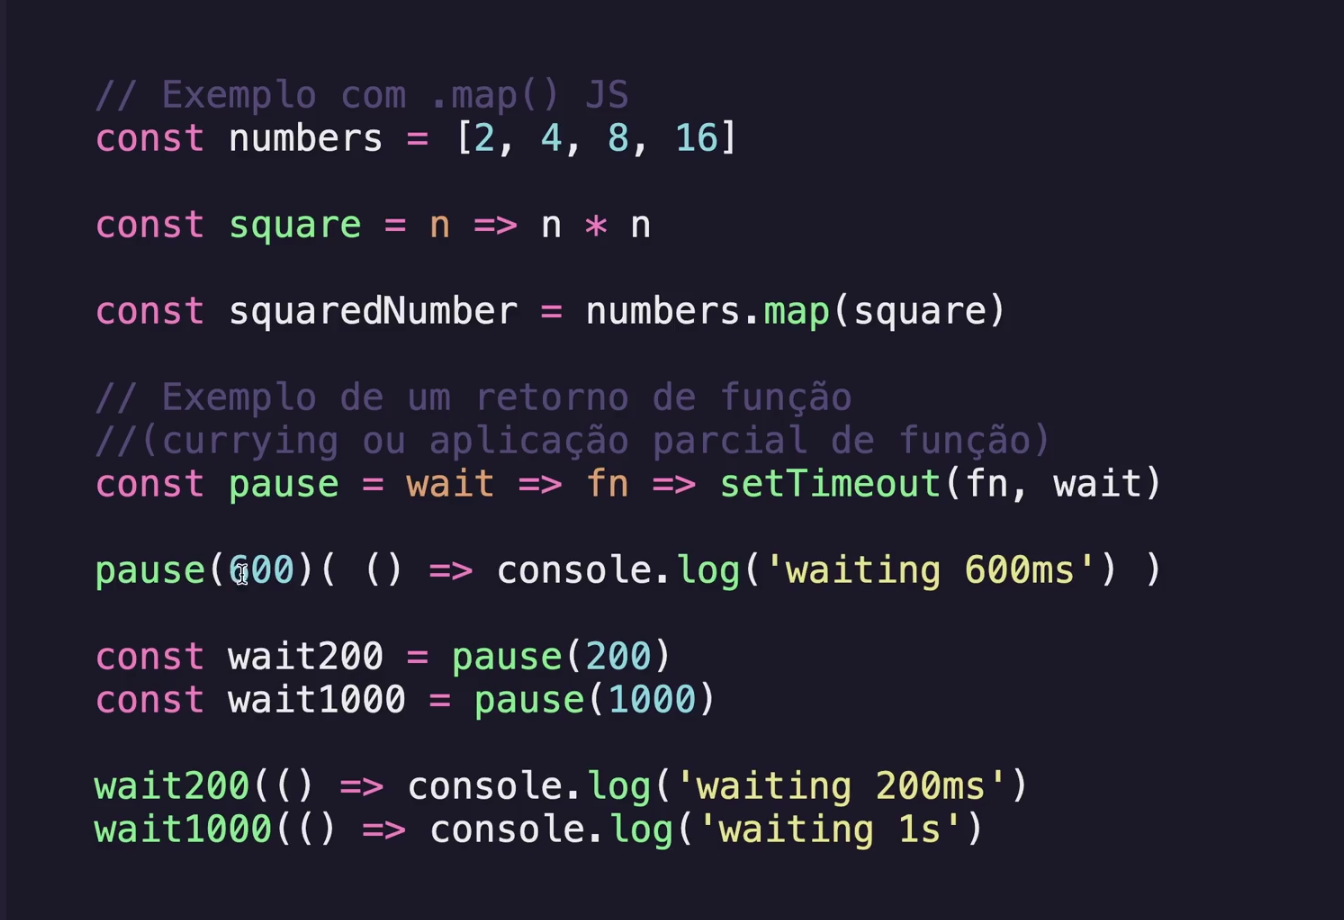 // Exemplo com .map() JS
const numbers = [2, 4, 8, 16]
const square = n => n * n
const squaredNumber = numbers.map(square)
// Exemplo de um retorno de função
//(currying ou aplicação parcial de função)
const pause = wait => fn => setTimeout(fn, wait)
pause(600)( () => console.log('waiting 600ms') )
const wait200 = pause(200)
const wait1000 = pause(1000)
wait200(() => console.log('waiting 200ms')
wait1000(() => console.log('waiting 1s')